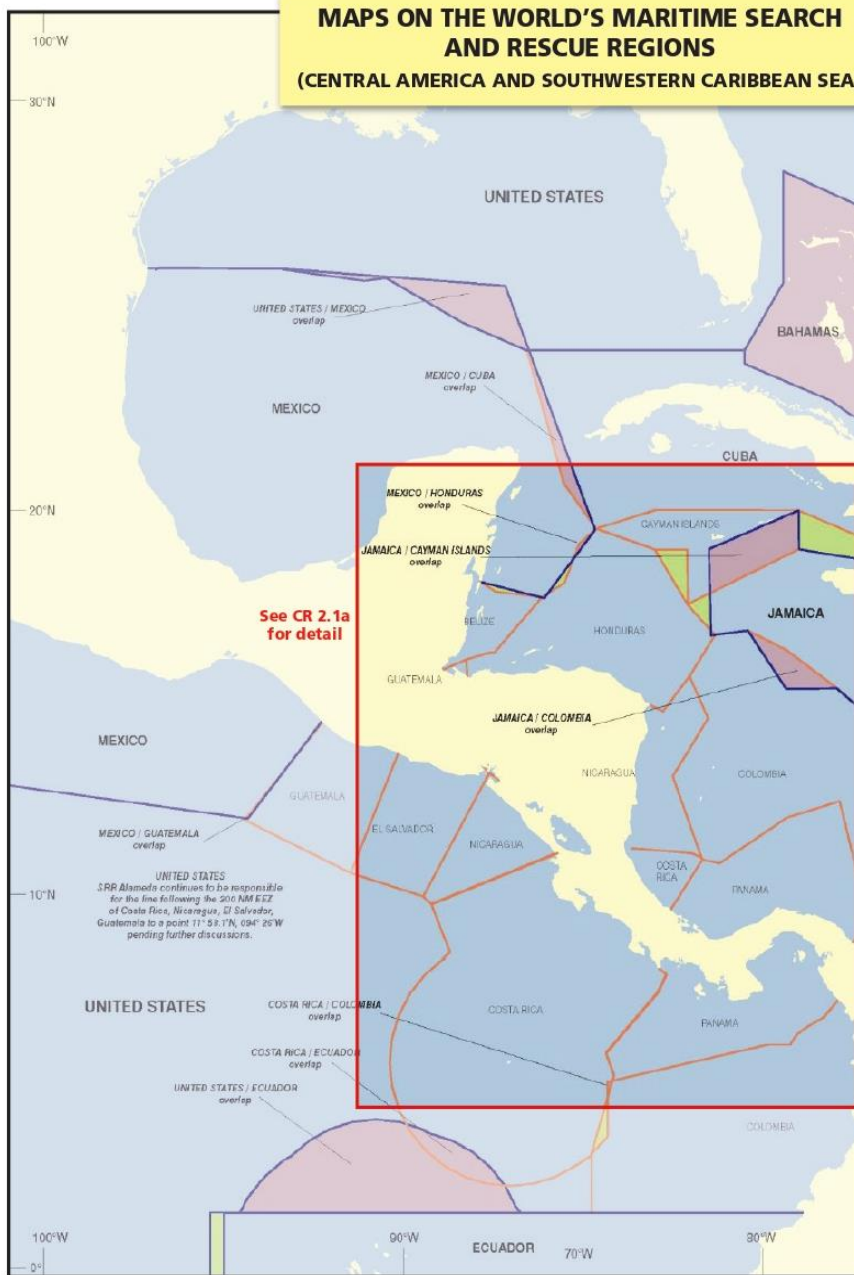 MAPS ON THE WORLD'S MARITIME SEARCH
AND RESCUE REGIONS
(CENTRAL AMERICA AND SOUTHWESTERN CARIBBEAN SEA
100°W
30°N
UNITED STATES
UNITED STATES / MEXICO
overlap
BAHAMAS
MEXICO / CUBA
overlap
MEXICO
CUBA
MEXICO / HONDURAS
overlap
20°N
CAYMAN ISLANDS
JAMAICA / CAYMAN ISLANDS
overlap
See CR 2.1a
for detail
JAMAICA
BELIZE
HONDURAS
GUATEMALA
JAMAICA / COLOMBIA
overlap
MEXICO
NICARAGUA
COLOMBIA
GUATEMALA
EL SALVADOR
MEXICO / GUATEMALA
overlap
NICARAGUA
COSTA
RICA
PANAMA
UNITED STATES
SRR Alameda continues to be responsible
for the line following the 200 NM EEZ
of Costa Rica, Nicaragua, El Salvador,
Guatemala to a point 11° 58.1'N, 094° 26'W
pending further discussions.
10°N
UNITED STATES
COSTA RICA / COLOMBIA
overlap
COSTA RICA
PANAMA
COSTA RICA / ECUADOR
overlap
UNITED STATES / ECUADOR
overlap
COLOMBIA
100°W
90°W
ECUADOR
70°W
80°W
0°